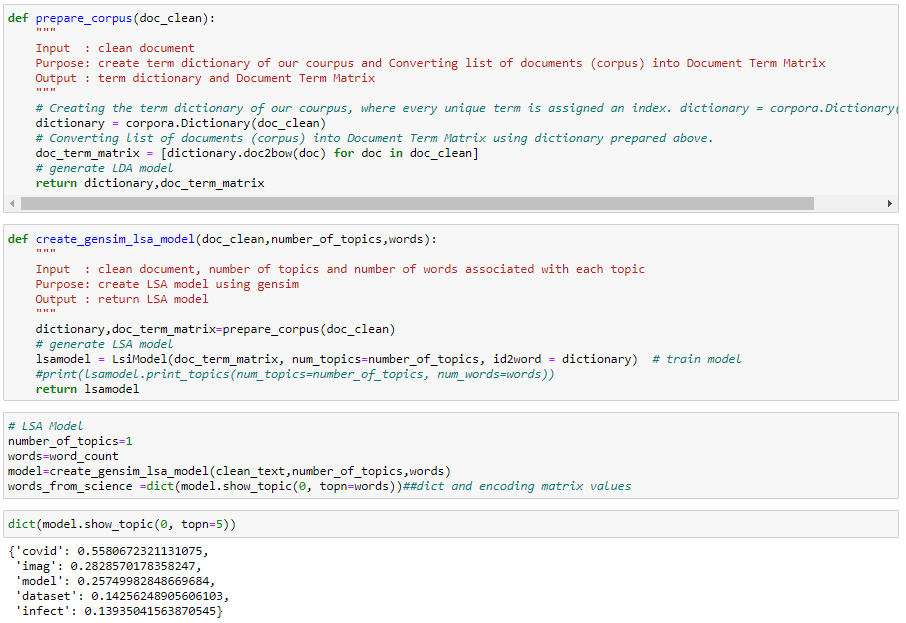 def prepare_corpus(doc_clean):
    """
    Input  : clean document
    Purpose: create term dictionary of our courpus and Converting list of documents (corpus) into Document Term Matrix
    Output : term dictionary and Document Term Matrix
    """
    # Creating the term dictionary of our courpus, where every unique term is assigned an index. dictionary = corpora.Dictionary(
    dictionary = corpora.Dictionary(doc_clean)
    # Converting list of documents (corpus) into Document Term Matrix using dictionary prepared above.
    doc_term_matrix = [dictionary.doc2bow(doc) for doc in doc_clean]
    # generate LDA model
    return dictionary,doc_term_matrix
def create_gensim_lsa_model(doc_clean,number_of_topics,words):
    """
    Input  : clean document, number of topics and number of words associated with each topic
    Purpose: create LSA model using gensim
    Output : return LSA model
    """
    dictionary,doc_term_matrix=prepare_corpus(doc_clean)
    # generate LSA model
    lsamodel = LsiModel(doc_term_matrix, num_topics=number_of_topics, id2word = dictionary)  # train model
    #print(lsamodel.print_topics(num_topics=number_of_topics, num_words=words))
    return lsamodel
# LSA Model
number_of_topics=1
words=word_count
model=create_gensim_lsa_model(clean_text,number_of_topics,words)
words_from_science =dict(model.show_topic(0, topn=words))##dict and encoding matrix values
dict(model.show_topic(0, topn=5))
{'covid': 0.5580672321131075,
 'imag': 0.2828570178358247,
 'model': 0.25749982848669684,
 'dataset': 0.14256248905606103,
 'infect': 0.13935041563870545}